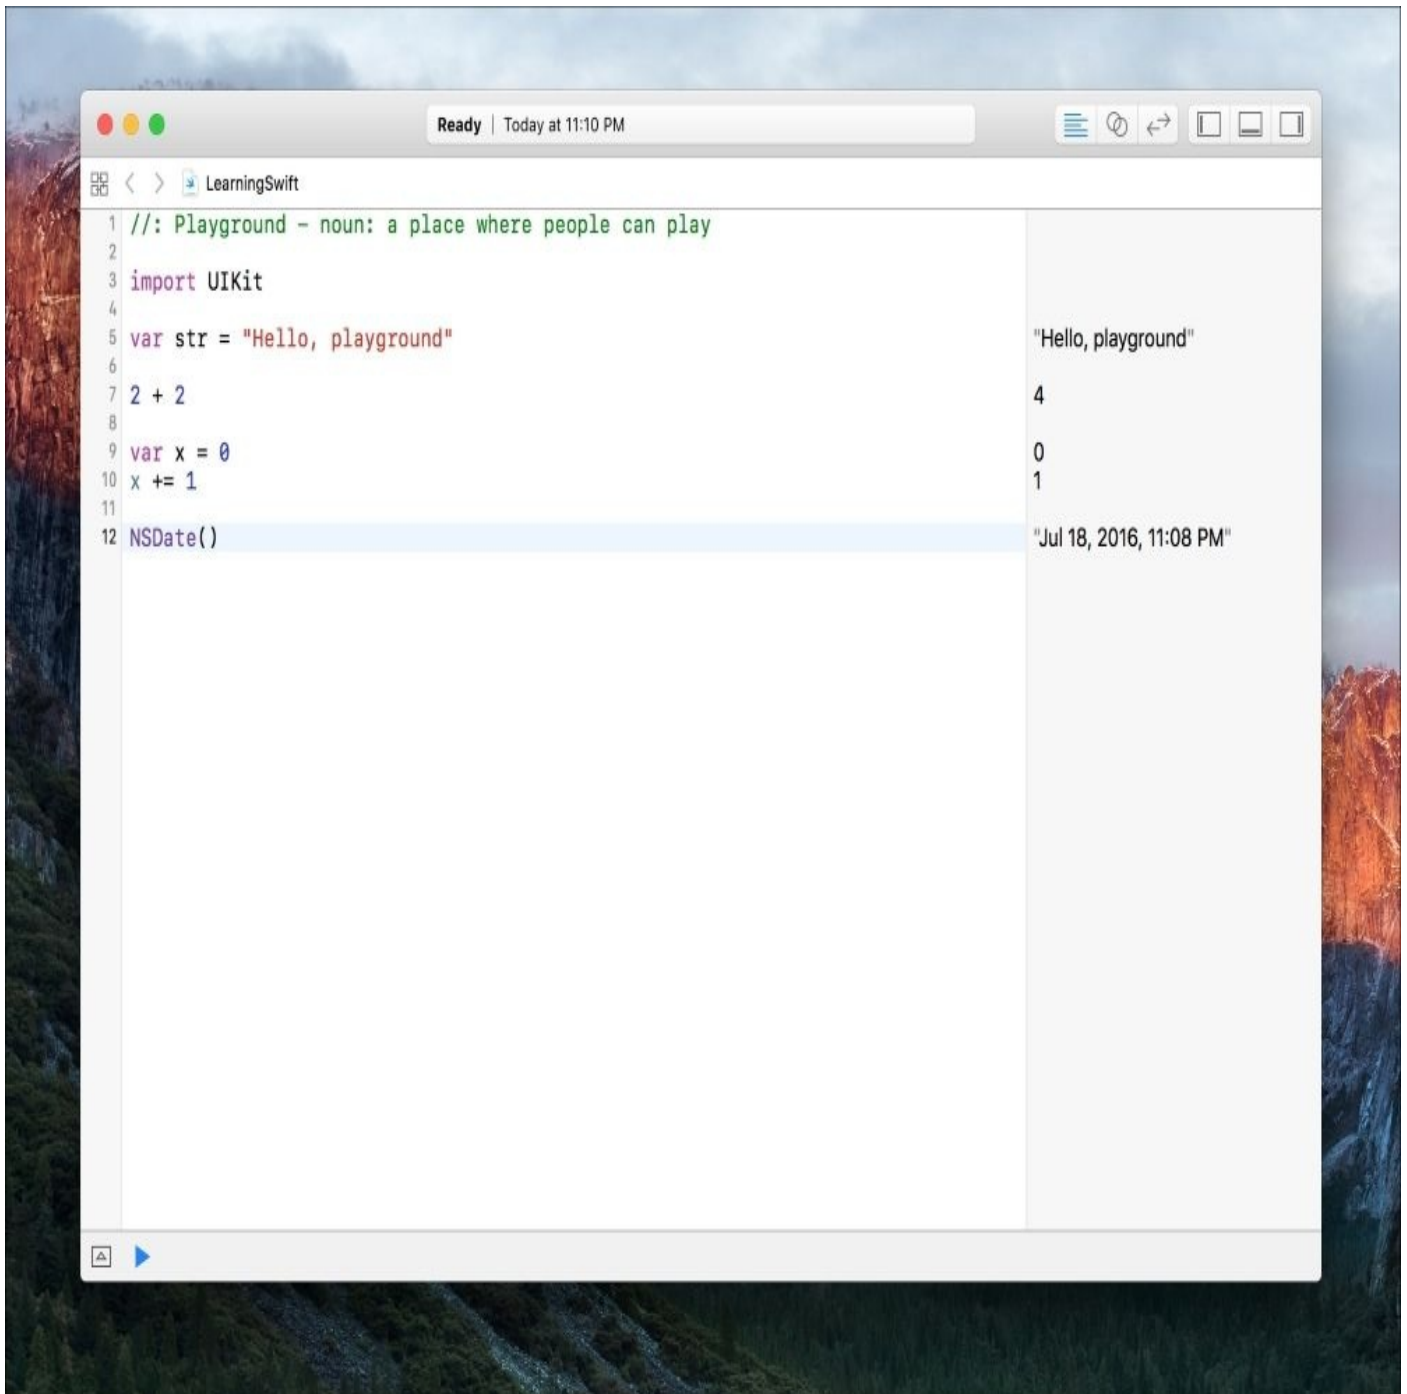 Ready | Today at 11:10 PM
LearningSwift
1 //: Playground – noun: a place where people can play
2
3 import UIKit
4
5 var str = "Hello, playground" "Hello, playground"
6
7 2 + 2 4
8
9 var x = 0 0
10 x += 1 1
11
12 NSDate() "Jul 18, 2016, 11:08 PM"